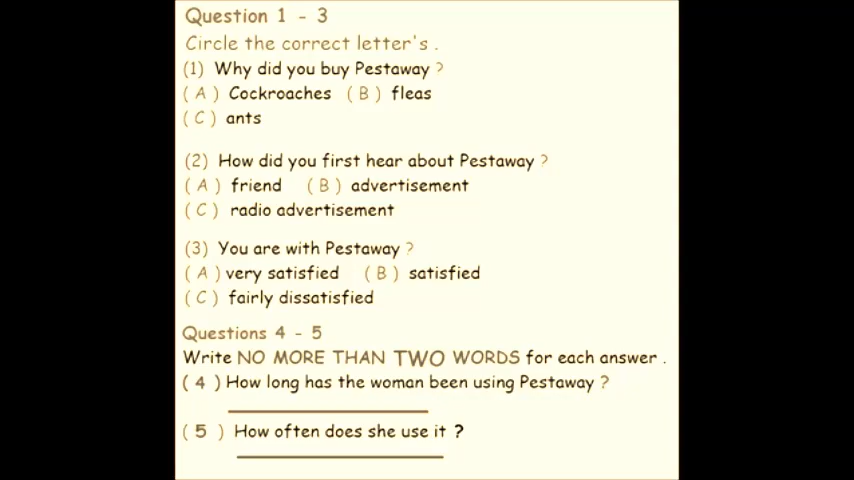 Question 1 - 3
Circle the correct letter's .
(1) Why did you buy Pestaway ?
( A ) Cockroaches ( B ) fleas
( C ) ants
(2) How did you first hear about Pestaway ?
( A ) friend ( B ) advertisement
( C ) radio advertisement
(3) You are with Pestaway ?
( A ) very satisfied ( B ) satisfied
( C ) fairly dissatisfied
Questions 4 - 5
Write NO MORE THAN TWO WORDS for each answer .
( 4 ) How long has the woman been using Pestaway ?
( 5 ) How often does she use it ?